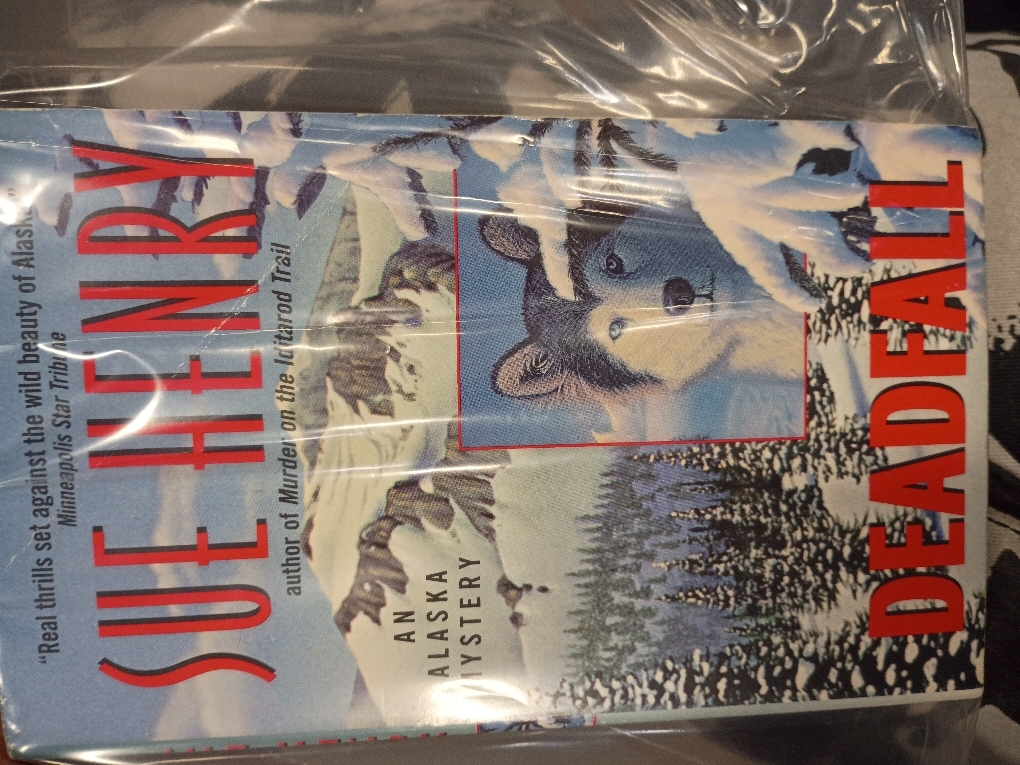 "Real thrills set against the wild beauty of Alaska."
Minneapolis Star Tribune
SUE HENRY
author of Murder on the Iditarod Trail
AN
ALASKA
MYSTERY
DEADFALL